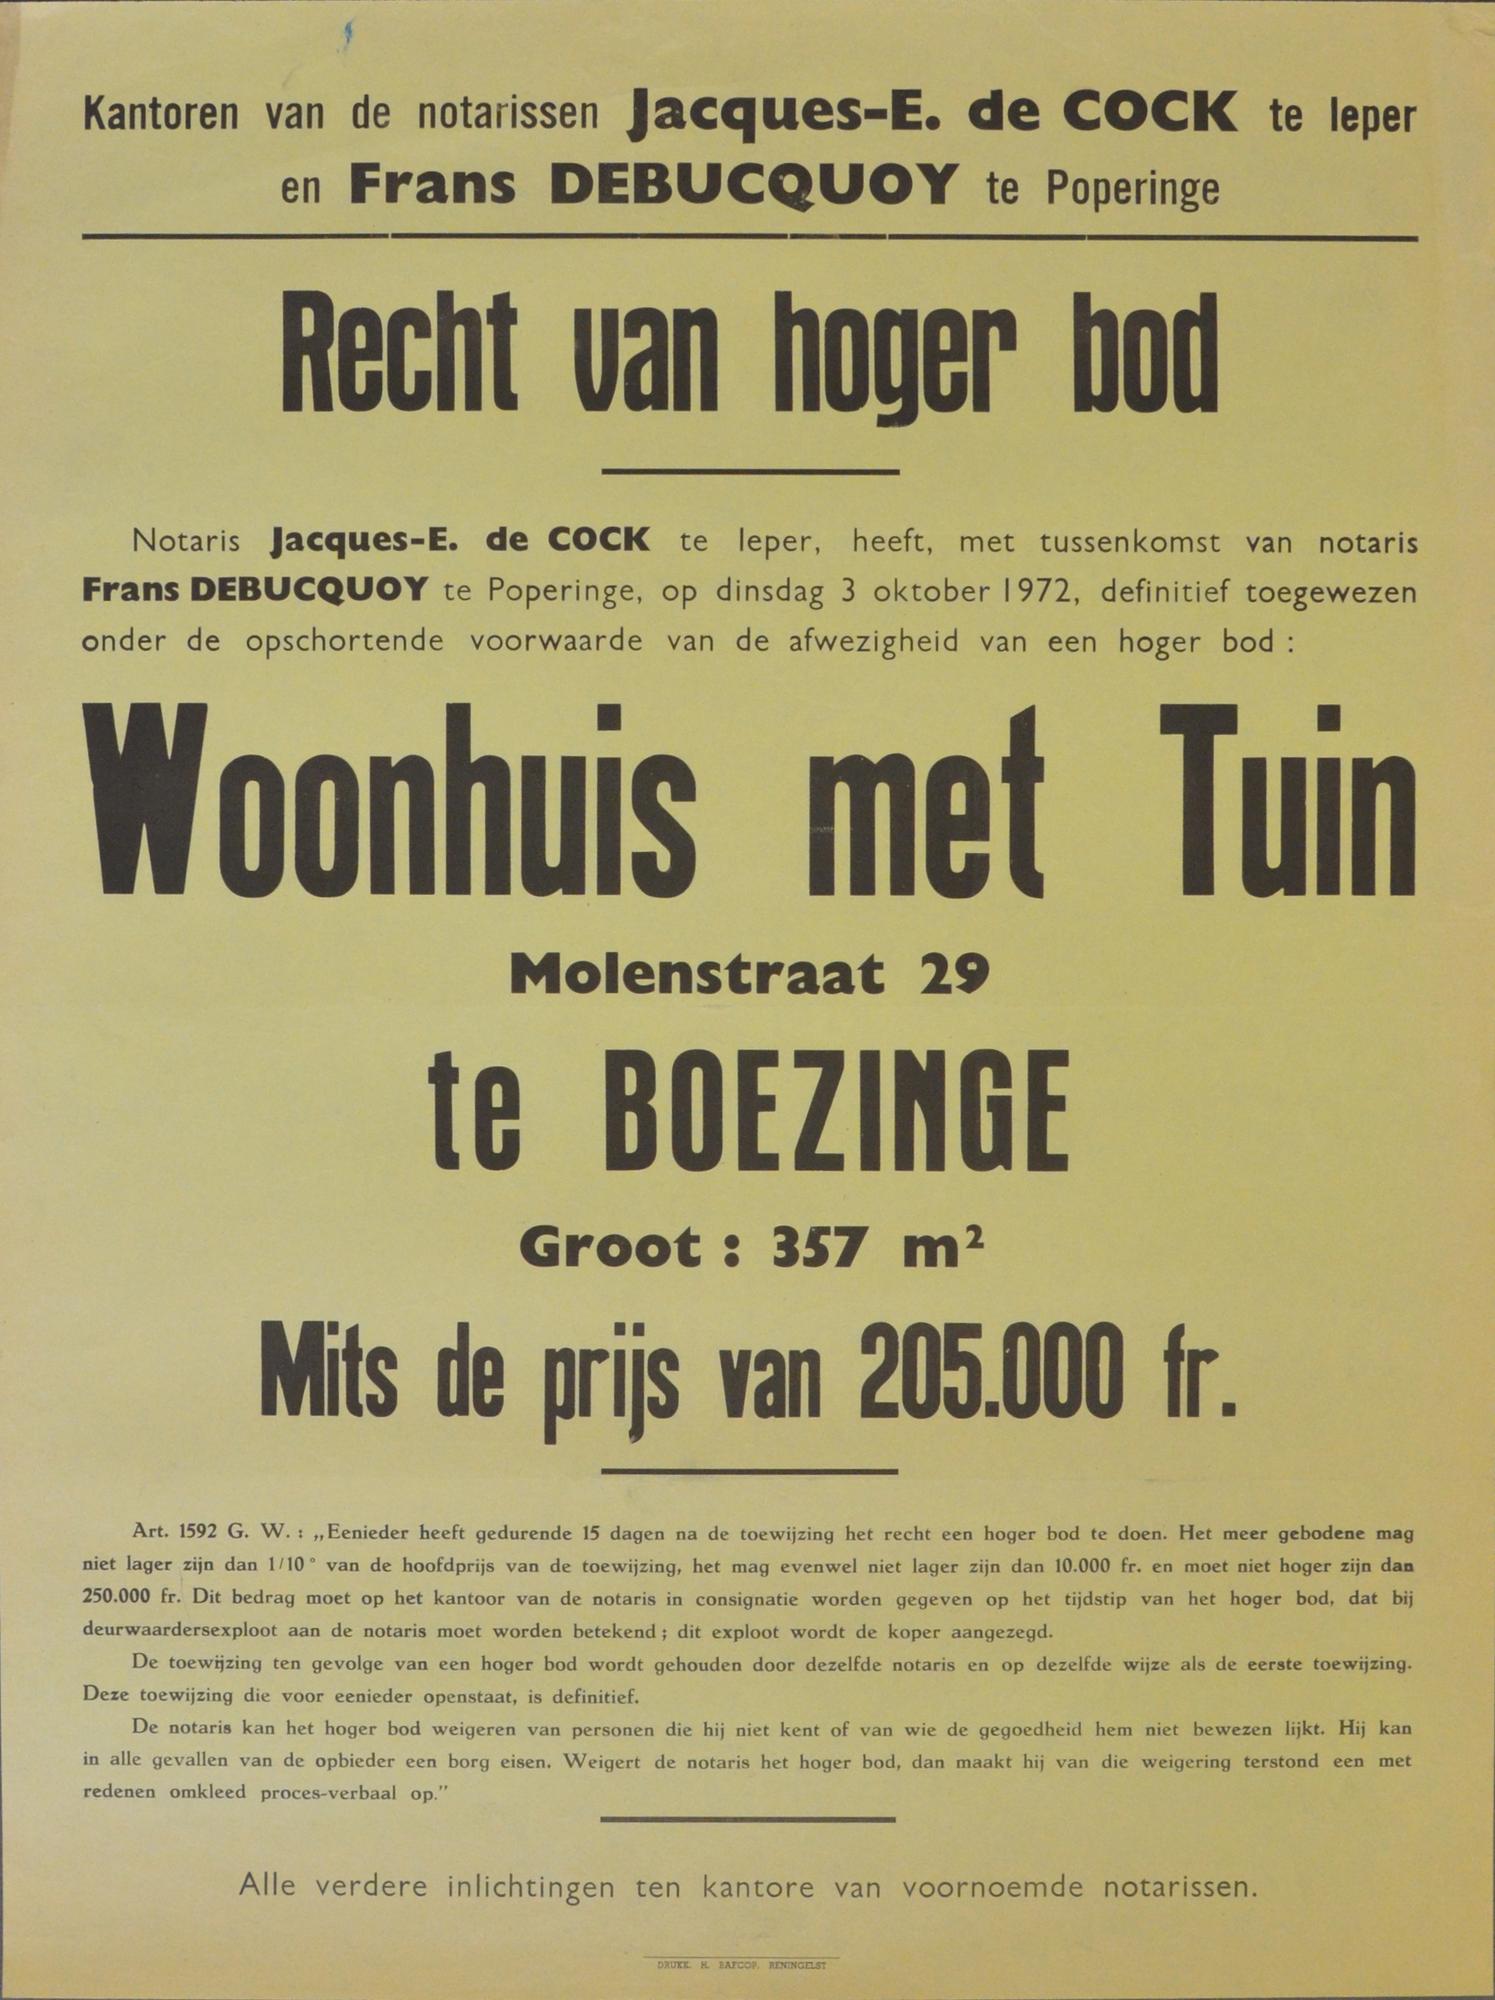 Kantoren van de notarissen Jacques-E. de COCK te Ieper
en Frans DEBUCQUOY te Poperinge
Recht van hoger bod
Notaris Jacques-E. de COCK te Ieper, heeft, met tussenkomst van notaris
Frans DEBUCQUOY te Poperinge, op dinsdag 3 oktober 1972, definitief toegewezen
onder de opschortende voorwaarde van de afwezigheid van een hoger bod :
Woonhuis met Tuin
Molenstraat 29
te BOEZINGE
Groot : 357 m²
Mits de prijs van 205.000 fr.
Art. 1592 G. W. : „Eenieder heeft gedurende 15 dagen na de toewijzing het recht een hoger bod te doen. Het meer gebodene mag
niet lager zijn dan 1/10° van de hoofdprijs van de toewijzing, het mag evenwel niet lager zijn dan 10.000 fr. en moet niet hoger zijn dan
250.000 fr. Dit bedrag moet op het kantoor van de notaris in consignatie worden gegeven op het tijdstip van het hoger bod, dat bij
deurwaardersexploot aan de notaris moet worden betekend ; dit exploot wordt de koper aangezegd.
De toewijzing ten gevolge van een hoger bod wordt gehouden door dezelfde notaris en op dezelfde wijze als de eerste toewijzing.
Deze toewijzing die voor eenieder openstaat, is definitief.
De notaris kan het hoger bod weigeren van personen die hij niet kent of van wie de gegoedheid hem niet bewezen lijkt. Hij kan
in alle gevallen van de opbieder een borg eisen. Weigert de notaris het hoger bod, dan maakt hij van die weigering terstond een met
redenen omkleed proces-verbaal op.”
Alle verdere inlichtingen ten kantore van voornoemde notarissen.
DRUKK. H. BAFCOP, RENINGELST